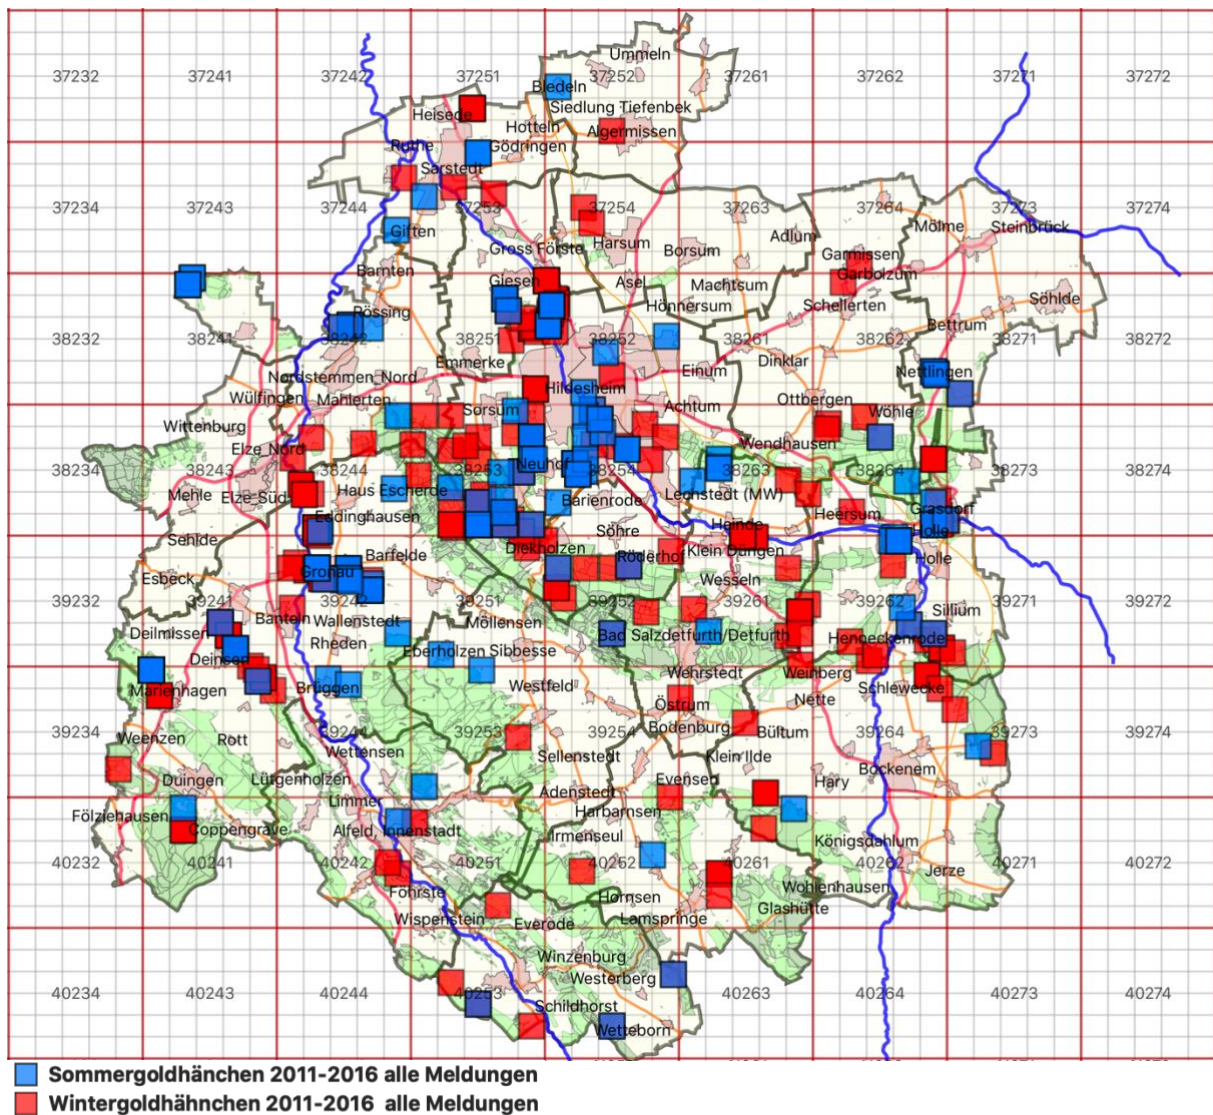 Ummeln
37232 37241 37242 37251 37252 37261 37262 37271 37272
Bledeln
Siedlung Tiefenbek
Heisede
Hotteln
Algermissen
Ruthe
Gödringen
Sarstedt
37234 37243 37244 37253 37254 37263 37264 37273 37274
Mölme Steinbrück
Giften
Gross Förste
Harsum
Borsum
Adlum
Garmissen
Barnten
Garbolzum
Giesen
Asel
Machtsum
Söhlde
Rössing
Hönnersum
Schellerten
Bettrum
38232 38241 38242 38251 38252 38261 38262 38271 38272
Emmerke
Dinklar
Nordstemmen_Nord
Einum
Nettlingen
Hildesheim
Wülfingen
Mahlerten
Sorsum
Achtum
Ottbergen
Wöhle
Wittenburg
Elze_Nord
Wendhausen
38234 38243 38244 38253 38254 38263 38264 38273 38274
Neuhof
Mehle
Elze-Süd
Haus Escherde
Barienrode
Lechstedt (MW)
Grasdorf
Eddinghausen
Heersum
Sehlde
Söhre
Heinde
Holle
Barfelde
Diekholzen
Röderhof
Klein Düngen
Holle
Esbeck
Gronau
Wesseln
39232 39241 39242 39251 39252 39261 39262 39271 39272
Banteln
Wallenstedt
Möllensen
Sillium
Deilmissen
Rheden
Bad Salzdetfurth/Detfurth
Henneckenrode
Deinsen
Eberholzen
Sibbesse
Wehrstedt
Weinberg
Marienhagen
Brüggen
Westfeld
Nette
Schlewecke
Östrum
Bodenburg
Weenzen
Rott
39244 39253 39254 39264 39273 39274
39234
Bültum
Wettensen
Sellenstedt
Klein Ilde
Bockenem
Duingen
Lütgenholzen
Adenstedt
Evensen
Hary
Limmer
Harbarnsen
Fölziehausen
Coppengrave
Alfeld, Innenstadt
Irmenseul
Königsdahlum
40232 40241 40242 40251 40252 40261 40262 40271 40272
Jerze
Föhrste
Hornsen
Wohlenhausen
Glashütte
Wispenstein
Everode
Lamspringe
Winzenburg
Westerberg
40234 40243 40244 40253 40263 40264 40273 40274
Schildhorst
Wetteborn
Sommergoldhänchen 2011-2016 alle Meldungen
Wintergoldhähnchen 2011-2016 alle Meldungen